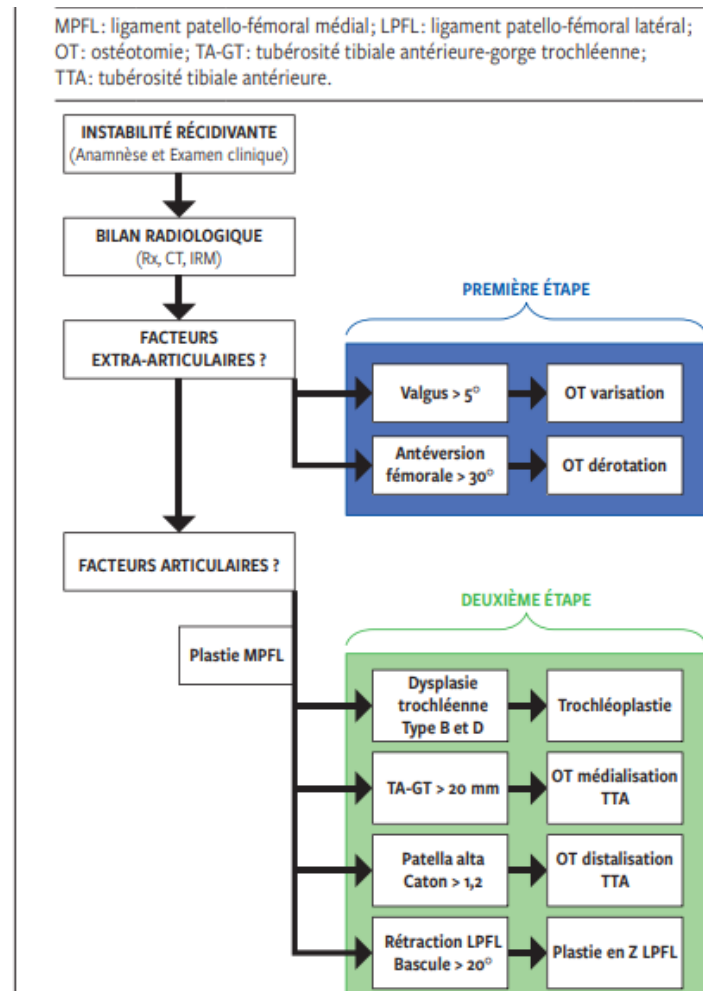 MPFL: ligament patello-fémoral médial; LPFL: ligament patello-fémoral latéral;
OT: ostéotomie; TA-GT: tubérosité tibiale antérieure-gorge trochléenne;
TTA: tubérosité tibiale antérieure.
INSTABILITÉ RÉCIDIVANTE
(Anamnèse et Examen clinique)
BILAN RADIOLOGIQUE
(Rx, CT, IRM)
FACTEURS
EXTRA-ARTICULAIRES ?
PREMIÈRE ÉTAPE
Valgus > 5°
OT varisation
Antéversion
fémorale > 30°
OT dérotation
FACTEURS ARTICULAIRES ?
Plastie MPFL
DEUXIÈME ÉTAPE
Dysplasie
trochléenne
Type B et D
Trochléoplastie
TA-GT > 20 mm
OT médialisation
TTA
Patella alta
Caton > 1,2
OT distalisation
TTA
Rétraction LPFL
Bascule > 20°
Plastie en Z LPFL